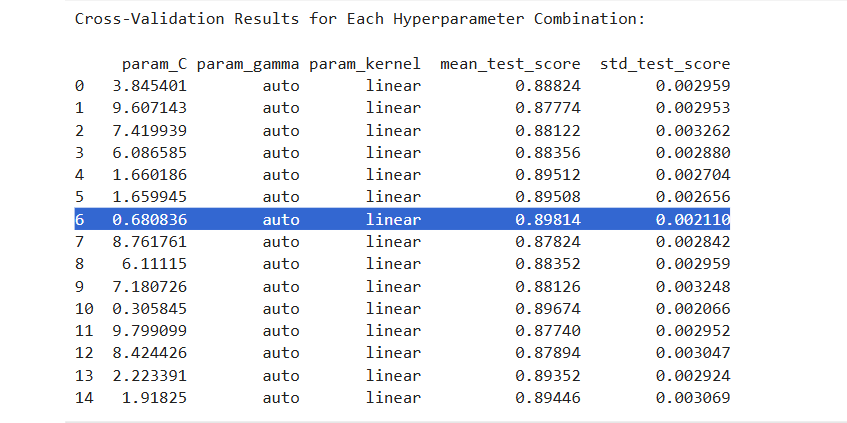 Cross-Validation Results for Each Hyperparameter Combination:
param_C param_gamma param_kernel mean_test_score std_test_score
0 3.845401 auto linear 0.88824 0.002959
1 9.607143 auto linear 0.87774 0.002953
2 7.419939 auto linear 0.88122 0.003262
3 6.086585 auto linear 0.88356 0.002880
4 1.660186 auto linear 0.89512 0.002704
5 1.659945 auto linear 0.89508 0.002656
6 0.680836 auto linear 0.89814 0.002110
7 8.761761 auto linear 0.87824 0.002842
8 6.11115 auto linear 0.88352 0.002959
9 7.180726 auto linear 0.88126 0.003248
10 0.305845 auto linear 0.89674 0.002066
11 9.799099 auto linear 0.87740 0.002952
12 8.424426 auto linear 0.87894 0.003047
13 2.223391 auto linear 0.89352 0.002924
14 1.91825 auto linear 0.89446 0.003069